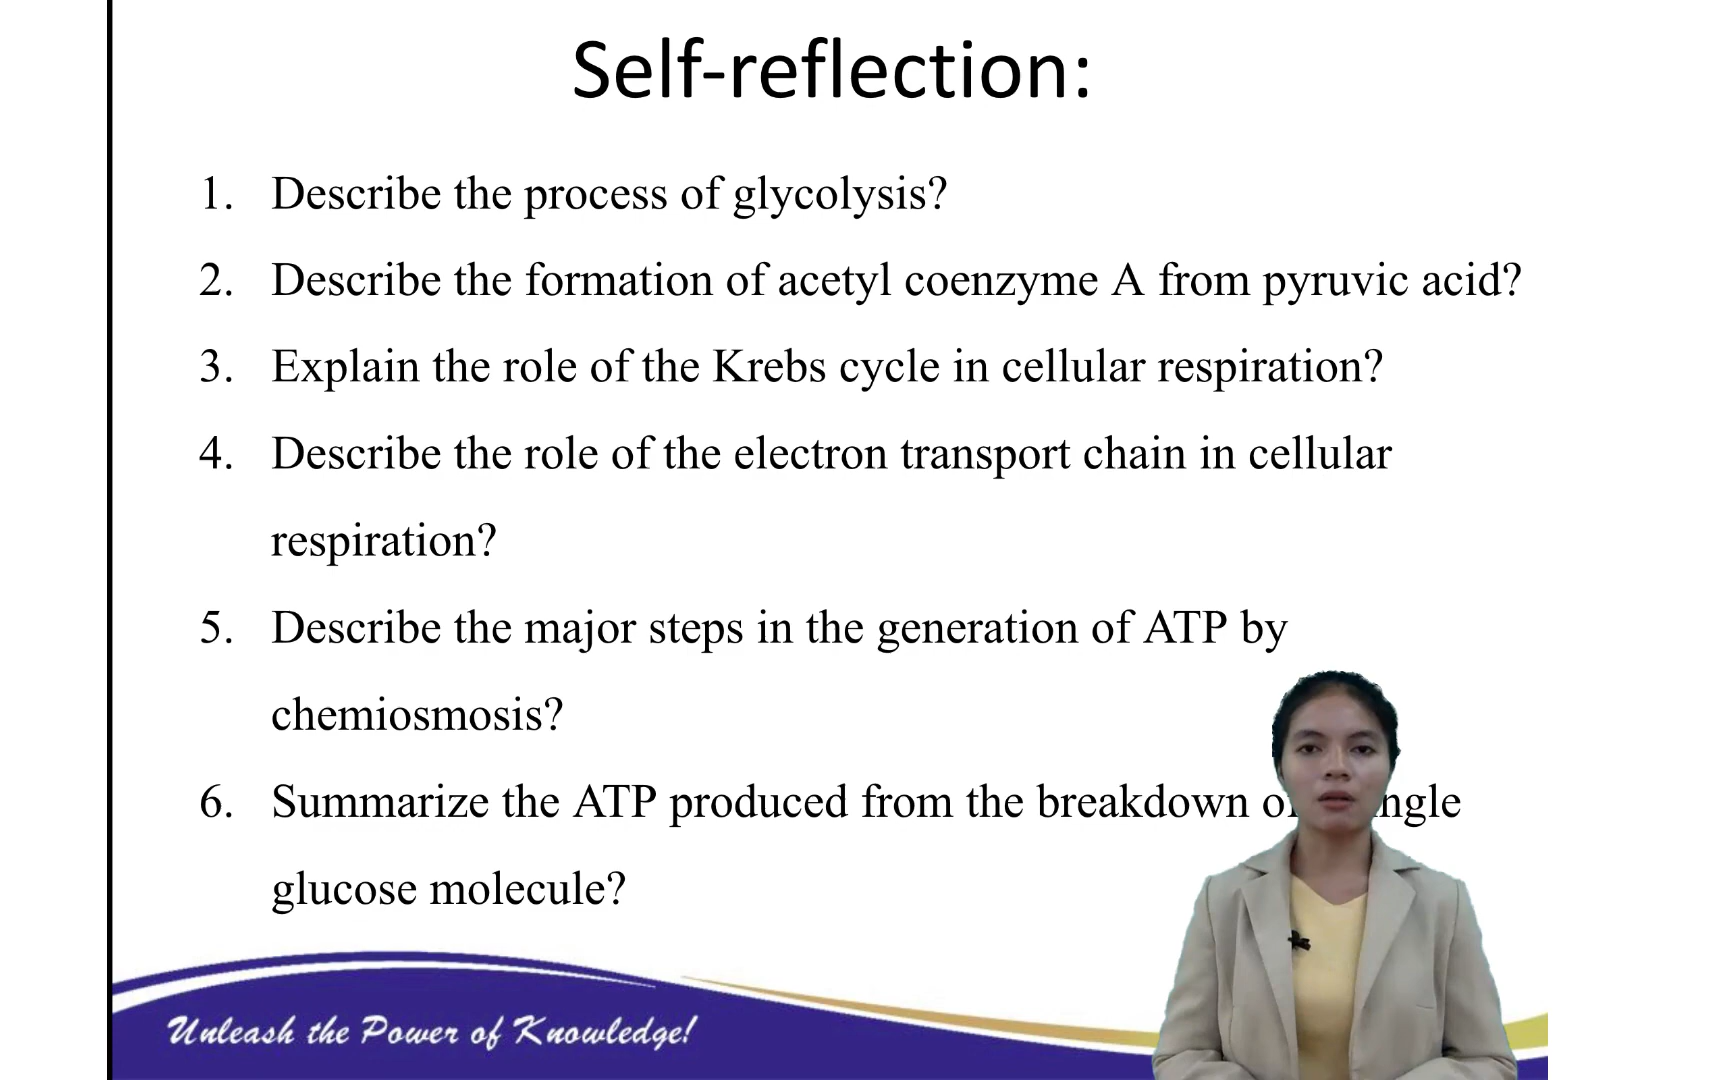 Self-reflection:
1. Describe the process of glycolysis?
2. Describe the formation of acetyl coenzyme A from pyruvic acid?
3. Explain the role of the Krebs cycle in cellular respiration?
4. Describe the role of the electron transport chain in cellular
respiration?
5. Describe the major steps in the generation of ATP by
chemiosmosis?
6. Summarize the ATP produced from the breakdown
glucose molecule?
Unleash the Power of Knowledge!